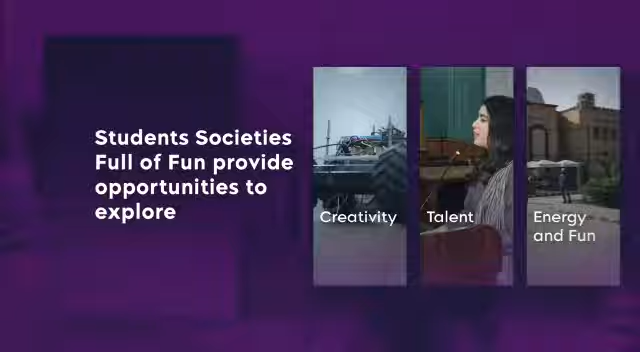 Students Societies
Full of Fun provide
opportunities to
explore
Creativity
Talent
Energy
and Fun